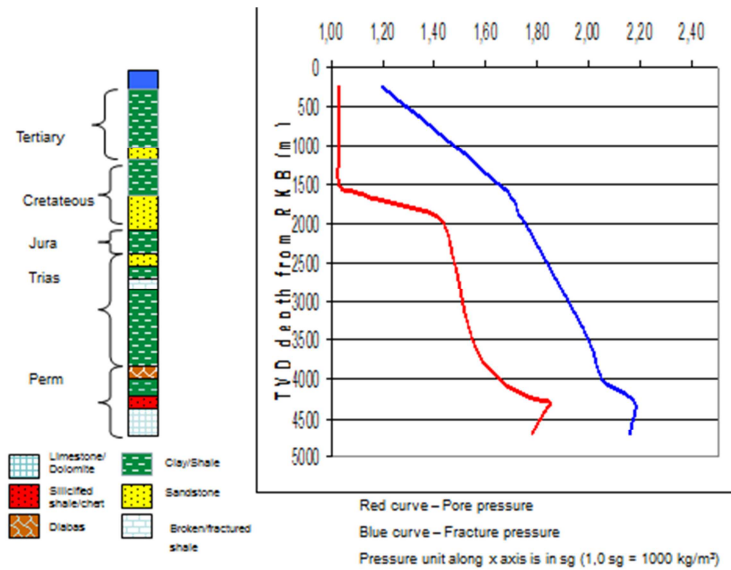 Tertiary
Cretateous
Jura
Trias
Perm
Limestone/
Dolomite
Clay/Shale
Silicified
shale/chet
Sandstone
Diabas
Broken/fractured
shale
1,00 1,20 1,40 1,60 1,80 2,00 2,20 2,40
TVD depth from RKB (m)
0
500
1000
1500
2000
2500
3000
3500
4000
4500
5000
Red curve – Pore pressure
Blue curve – Fracture pressure
Pressure unit along x axis is in sg (1,0 sg = 1000 kg/m²)